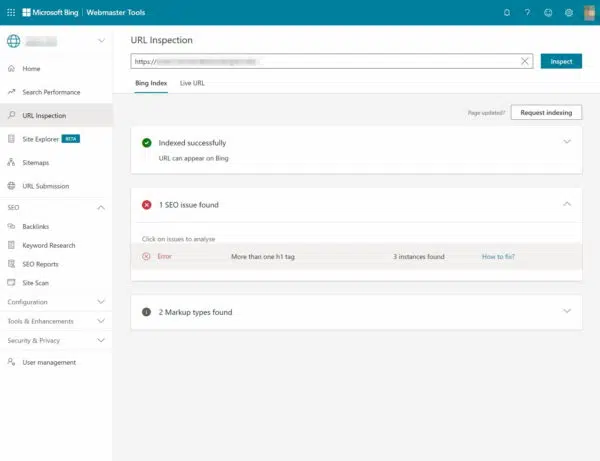 Microsoft Bing | Webmaster Tools
URL Inspection
https://
Inspect
Bing Index Live URL
Page updated? Request indexing
Indexed successfully
URL can appear on Bing
1 SEO issue found
Click on issues to analyse
Error More than one h1 tag 3 instances found How to fix?
2 Markup types found
Home
Search Performance
URL Inspection
Site Explorer BETA
Sitemaps
URL Submission
SEO
Backlinks
Keyword Research
SEO Reports
Site Scan
Configuration
Tools & Enhancements
Security & Privacy
User management